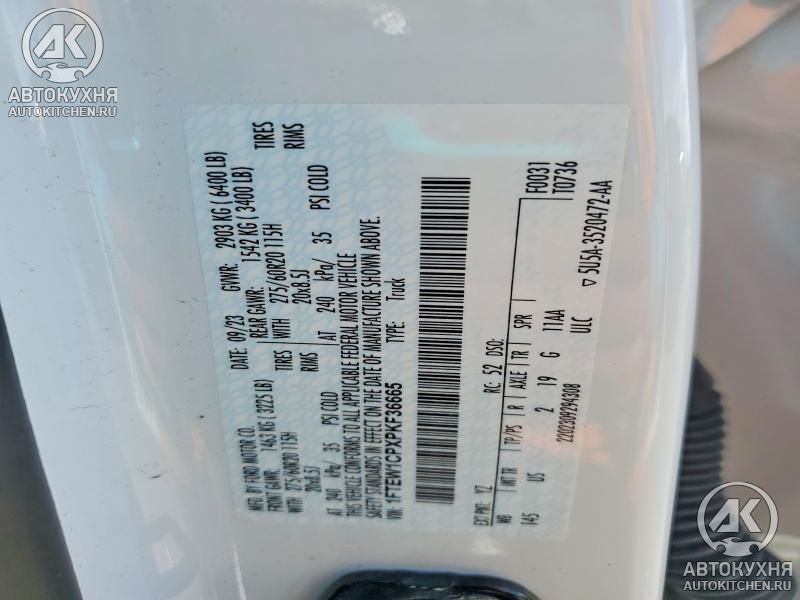 АК
АВТОКУХНЯ
AUTOKITCHEN.RU
MFD. BY FORD MOTOR CO.
DATE: 09/23 GVWR: 2903 KG ( 6400 LB)
FRONT GAWR: 1463 KG ( 3225 LB) REAR GAWR: 1542 KG ( 3400 LB)
WITH 275/60R20 115H TIRES WITH 275/60R20 115H TIRES
20x8.5J RIMS 20x8.5J RIMS
AT 240 kPa/ 35 PSI COLD AT 240 kPa/ 35 PSI COLD
THIS VEHICLE CONFORMS TO ALL APPLICABLE FEDERAL MOTOR VEHICLE
SAFETY STANDARDS IN EFFECT ON THE DATE OF MANUFACTURE SHOWN ABOVE.
VIN: 1FTEW1CPXPKF36665 TYPE: Truck
F0031
EXT PNT: YZ RC: 52 DSO: T0736
WB INT TR TP/PS R AXLE TR SPR
145 US 2 19 G 11AA
2202309294308 ULC
▽ 5U5A-3520472-AA
АК
АВТОКУХНЯ
AUTOKITCHEN.RU